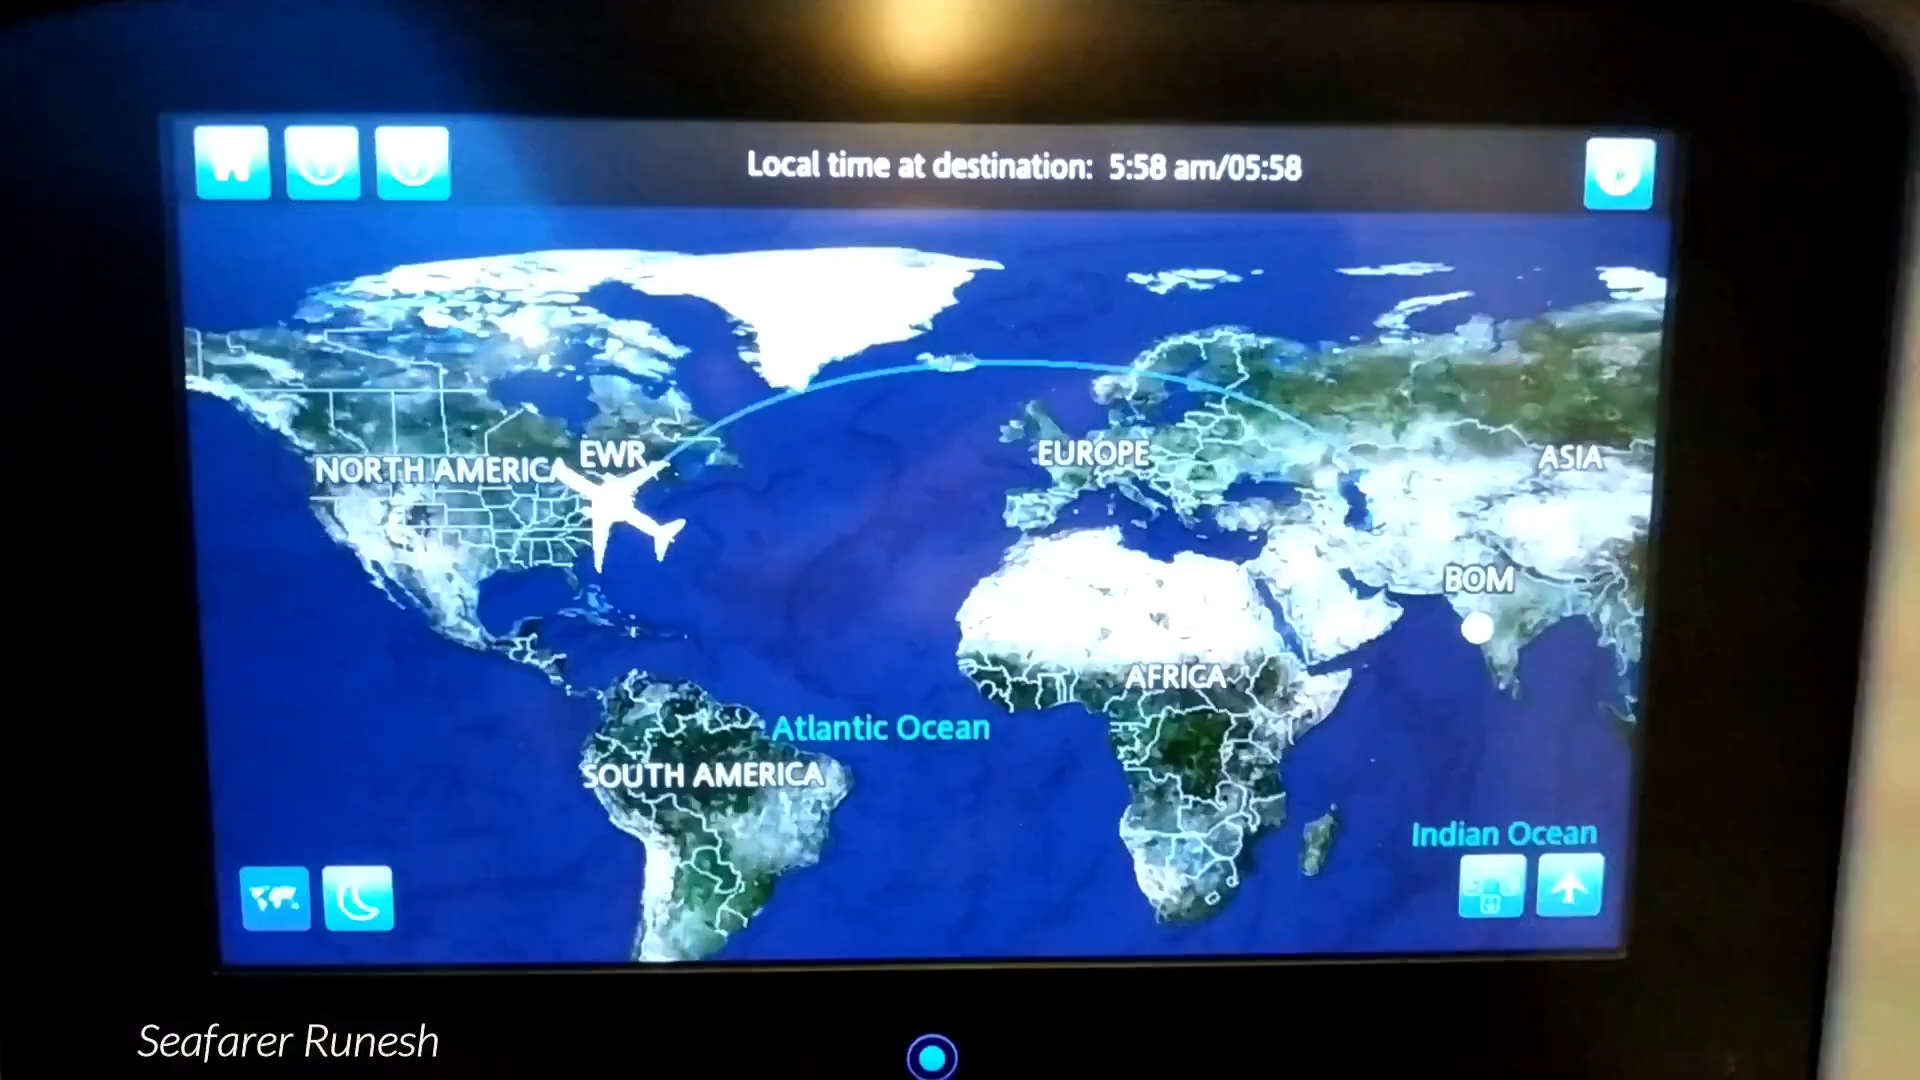 Local time at destination: 5:58 am/05:58
EWR
NORTH AMERICA
EUROPE
ASIA
BOM
AFRICA
Atlantic Ocean
SOUTH AMERICA
Indian Ocean
Seafarer Runesh